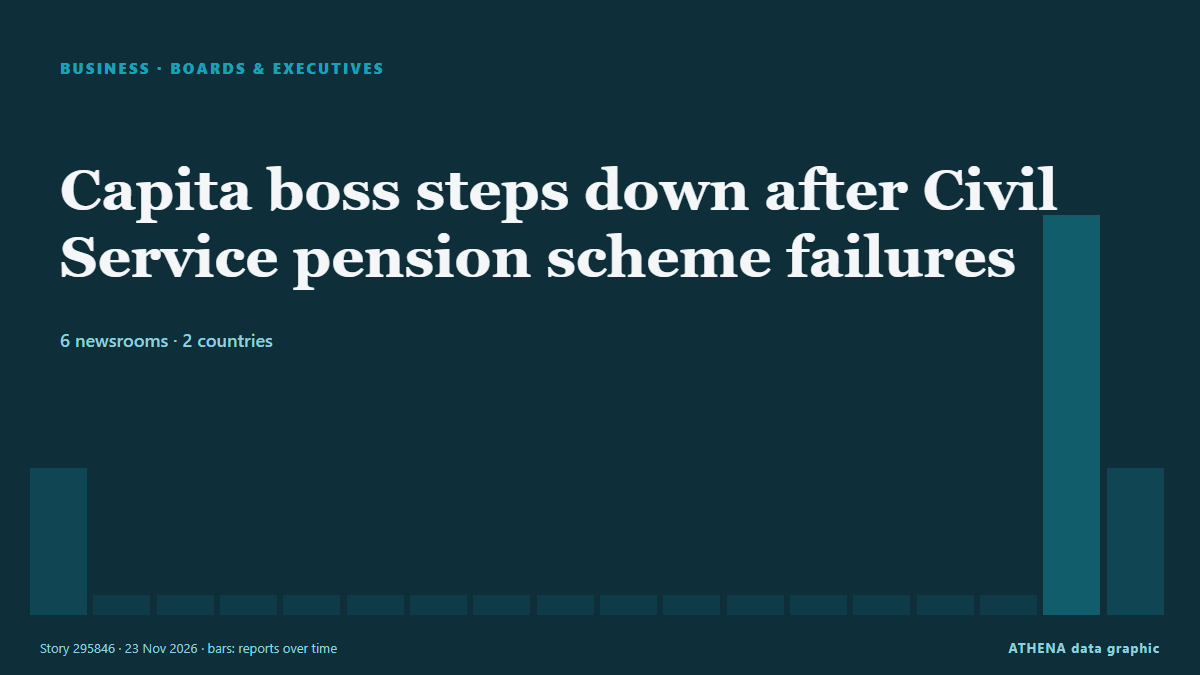 BUSINESS · BOARDS & EXECUTIVES
Capita boss steps down after Civil
Service pension scheme failures
6 newsrooms · 2 countries
Story 295846 · 23 Nov 2026 · bars: reports over time
ATHENA data graphic